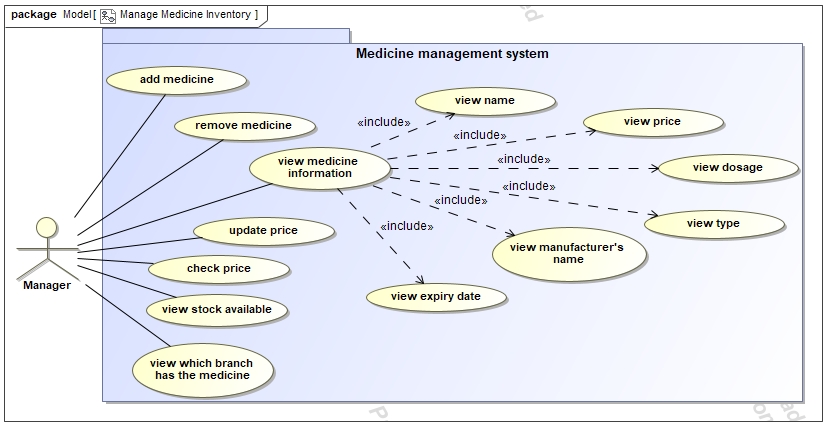 package Model[ Manage Medicine Inventory ]
Medicine management system
add medicine
view name
remove medicine
«include»
view price
«include»
view medicine
information
«include»
view dosage
«include»
«include»
view type
update price
«include»
view manufacturer's
name
check price
Manager
view expiry date
view stock available
view which branch
has the medicine